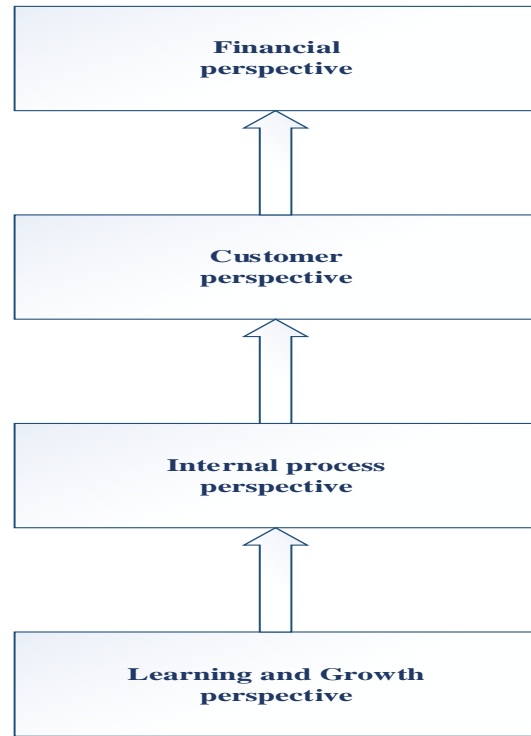 Financial
perspective
Customer
perspective
Internal process
perspective
Learning and Growth
perspective